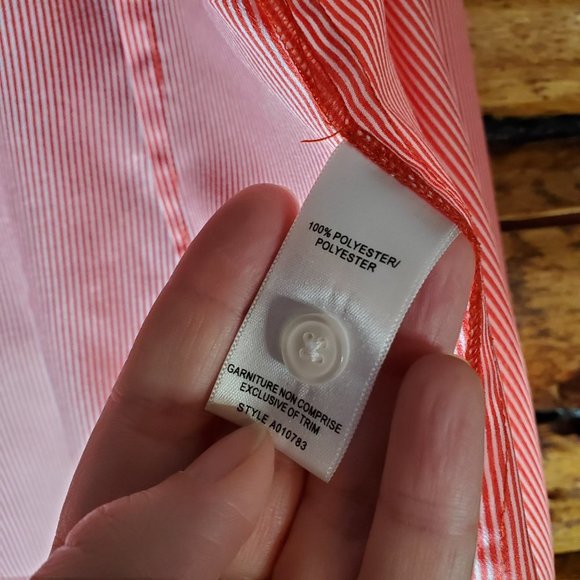 100% POLYESTER/
POLYESTER
GARNITURE NON COMPRISE
EXCLUSIVE OF TRIM
STYLE A010783